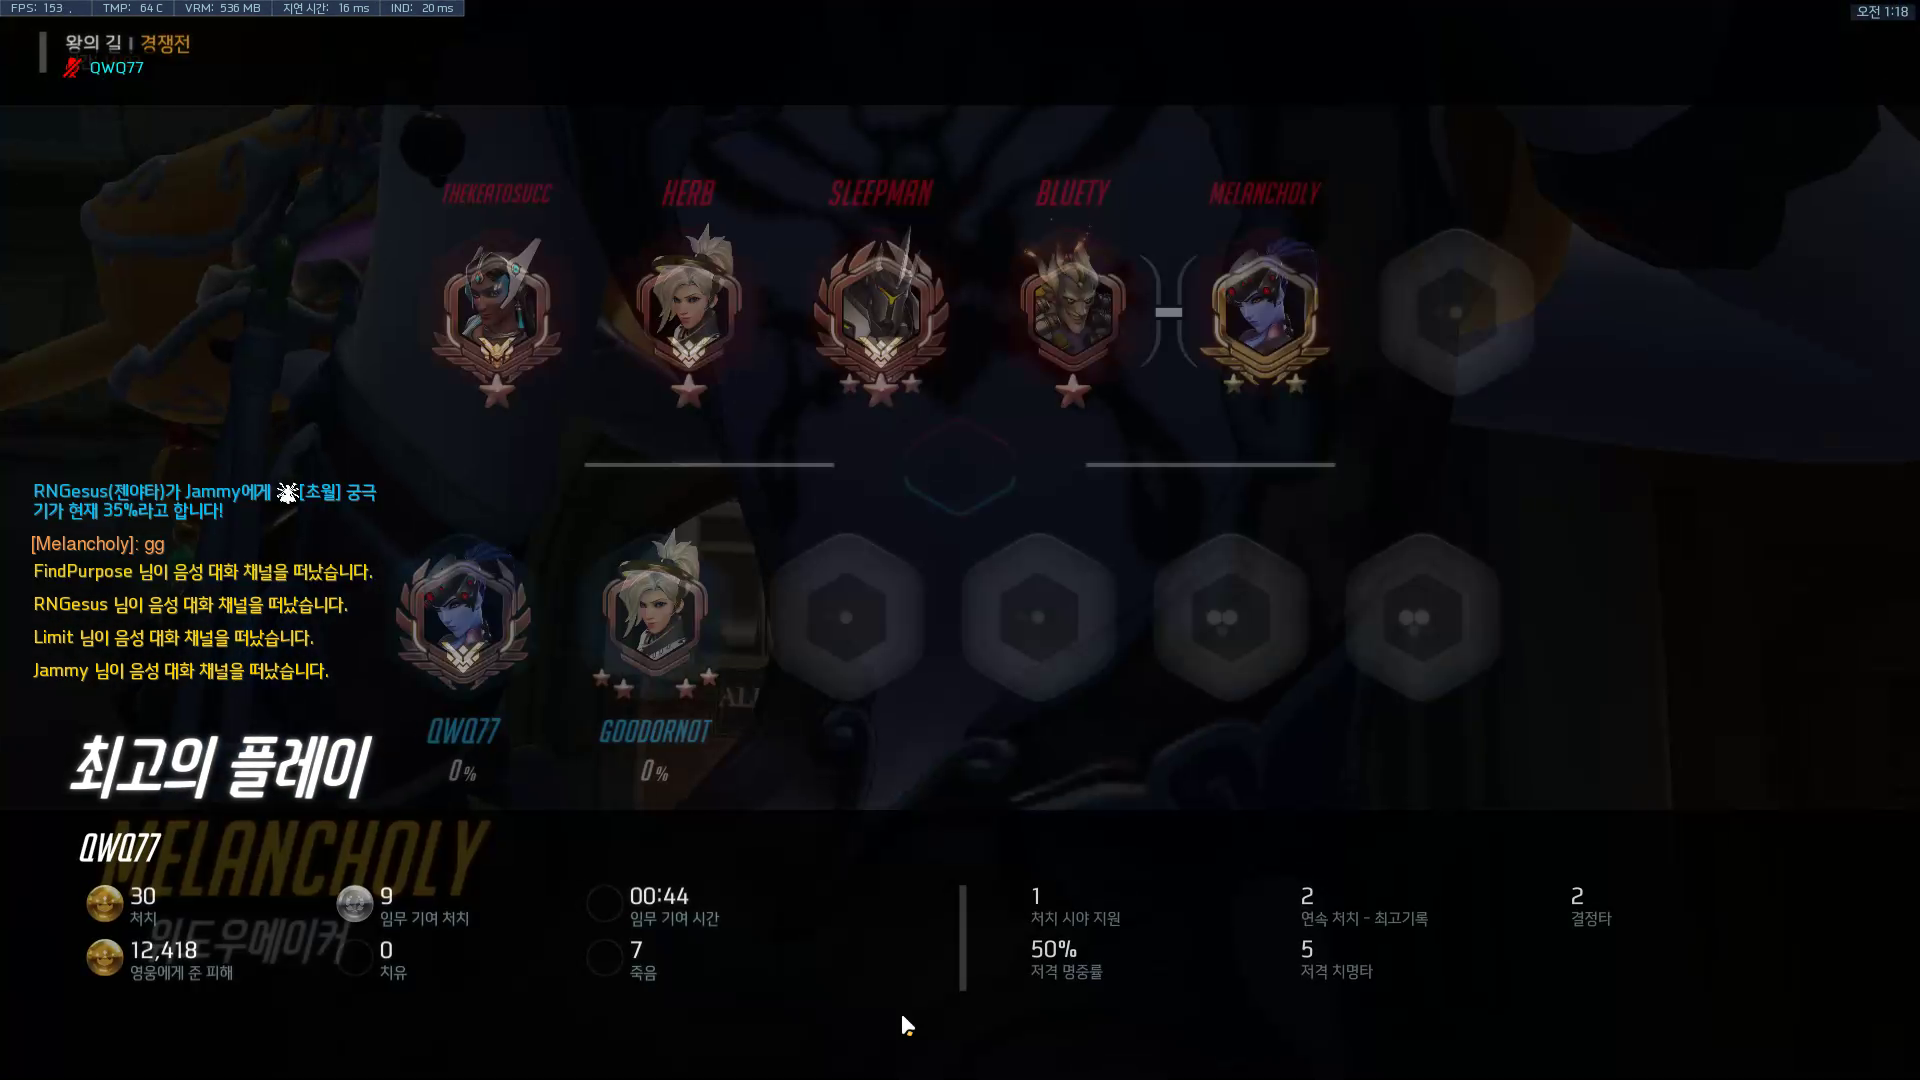 FPS: 153 , TMP: 64 C VRM: 536 MB 지연 시간: 16 ms IND: 20 ms
오전 1:18
왕의 길 | 경쟁전
QWQ77
THEKERTOSUCC HERB SLEEPMAN BLUETY MELANCHOLY
RNGesus(젠야타)가 Jammy에게 [초월] 궁극
기가 현재 35%라고 합니다!
[Melancholy]: gg
FindPurpose 님이 음성 대화 채널을 떠났습니다.
RNGesus 님이 음성 대화 채널을 떠났습니다.
Limit 님이 음성 대화 채널을 떠났습니다.
Jammy 님이 음성 대화 채널을 떠났습니다.
QWQ77 GOODORNOT
0% 0%
최고의 플레이
MELANCHOLY
위도우메이커
QWQ77
30 9 00:44 1 2 2
처치 임무 기여 처치 임무 기여 시간 처치 시야 지원 연속 처치 - 최고기록 결정타
12,418 0 7 50% 5
영웅에게 준 피해 치유 죽음 저격 명중률 저격 치명타